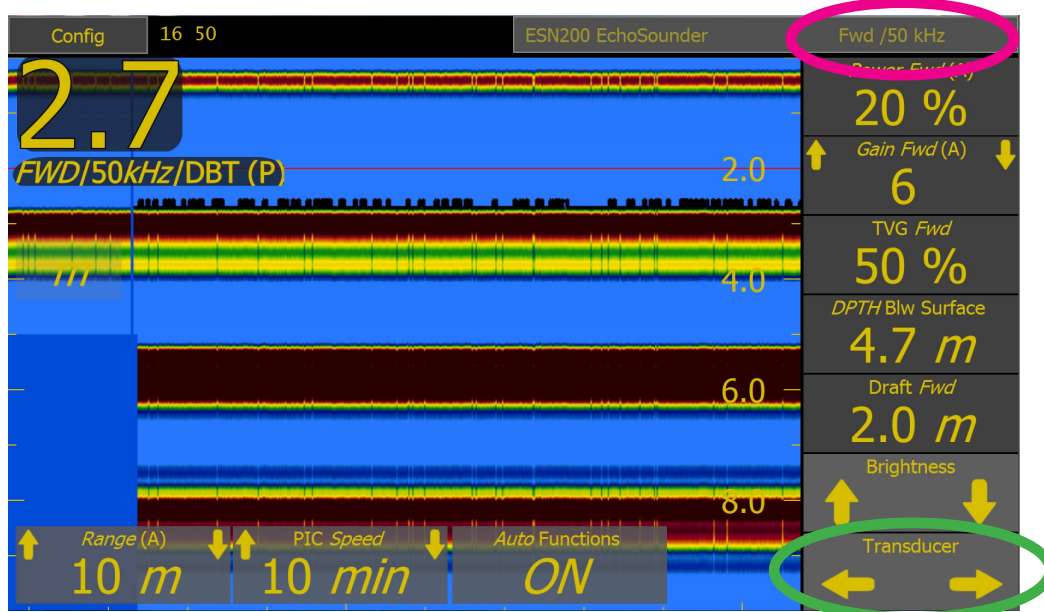 Config
16 50
ESN200 EchoSounder
Fwd /50 kHz
2.7
FWD/50kHz/DBT (P)
m
2.0
4.0
6.0
8.0
Power Fwd (A)
20 %
Gain Fwd (A)
6
TVG Fwd
50 %
DPTH Blw Surface
4.7 m
Draft Fwd
2.0 m
Brightness
Transducer
Range (A)
10 m
PIC Speed
10 min
Auto Functions
ON